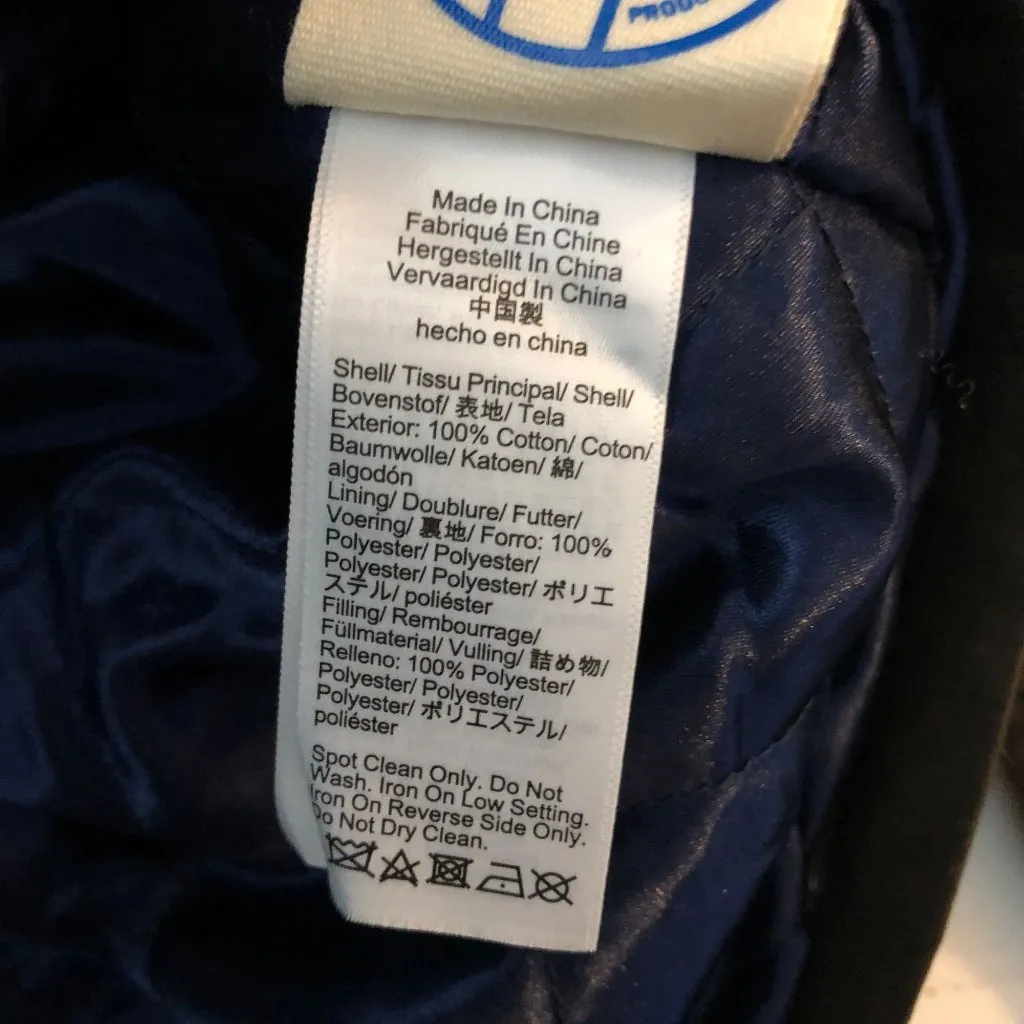 Made In China
Fabriqué En Chine
Hergestellt In China
Vervaardigd In China
中国製
hecho en china
Shell/ Tissu Principal/ Shell/
Bovenstof/ 表地/ Tela
Exterior: 100% Cotton/ Coton/
Baumwolle/ Katoen/ 綿/
algodón
Lining/ Doublure/ Futter/
Voering/ 裏地/ Forro: 100%
Polyester/ Polyester/
Polyester/ Polyester/ ポリエ
ステル/ poliéster
Filling/ Rembourrage/
Füllmaterial/ Vulling/ 詰め物/
Relleno: 100% Polyester/
Polyester/ Polyester/
Polyester/ ポリエステル/
poliéster
Spot Clean Only. Do Not
Wash. Iron On Low Setting.
Iron On Reverse Side Only.
Do Not Dry Clean.